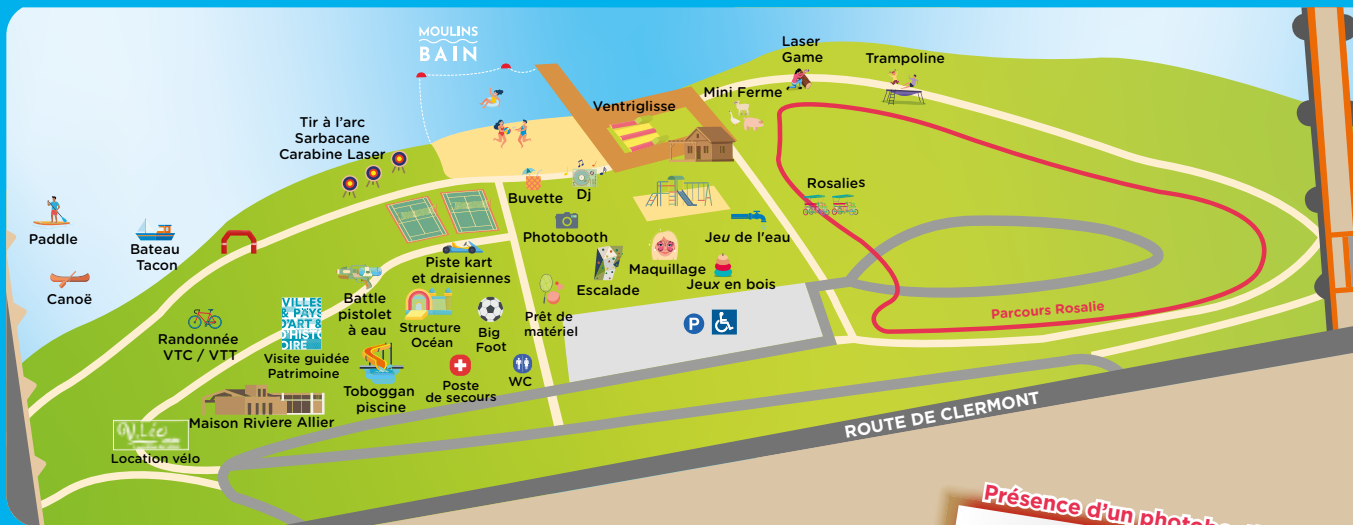 MOULINS
BAIN
Laser
Game
Trampoline
Mini Ferme
Ventriglisse
Tir à l'arc
Sarbacane
Carabine Laser
Rosalies
Buvette
Dj
Paddle
Bateau
Tacon
Photobooth
Jeu de l'eau
Piste kart
et draisiennes
Maquillage
Escalade
Jeux en bois
Canoë
Battle
pistolet
à eau
VILLES
& PAYS
D'ART &
D'HISTO
OIRE
Structure
Océan
Big
Foot
Prêt de
matériel
P
Parcours Rosalie
Randonnée
VTC / VTT
Visite guidée
Patrimoine
Toboggan
piscine
Poste
de secours
WC
Maison Riviere Allier
V.Léo
Location vélo
ROUTE DE CLERMONT
Présence d'un